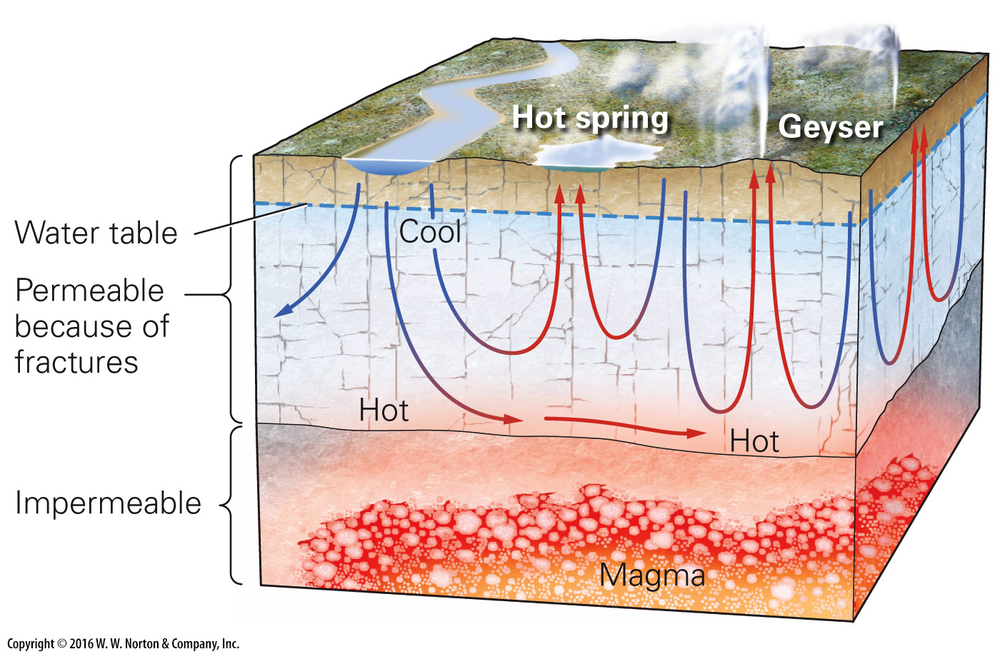 Hot spring
Geyser
Water table
Cool
Permeable
because of
fractures
Hot
Hot
Impermeable
Magma
Copyright © 2016 W. W. Norton & Company, Inc.